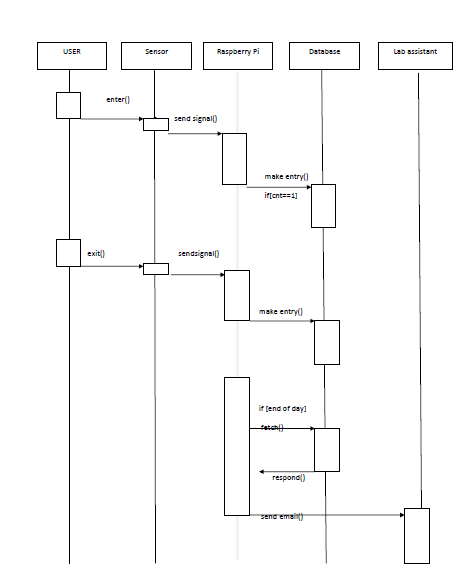 USER
Sensor
Raspberry Pi
Database
Lab assistant
enter()
send signal()
make entry()
if[cnt==1]
exit()
sendsignal()
make entry()
if [end of day]
fetch()
respond()
send email()